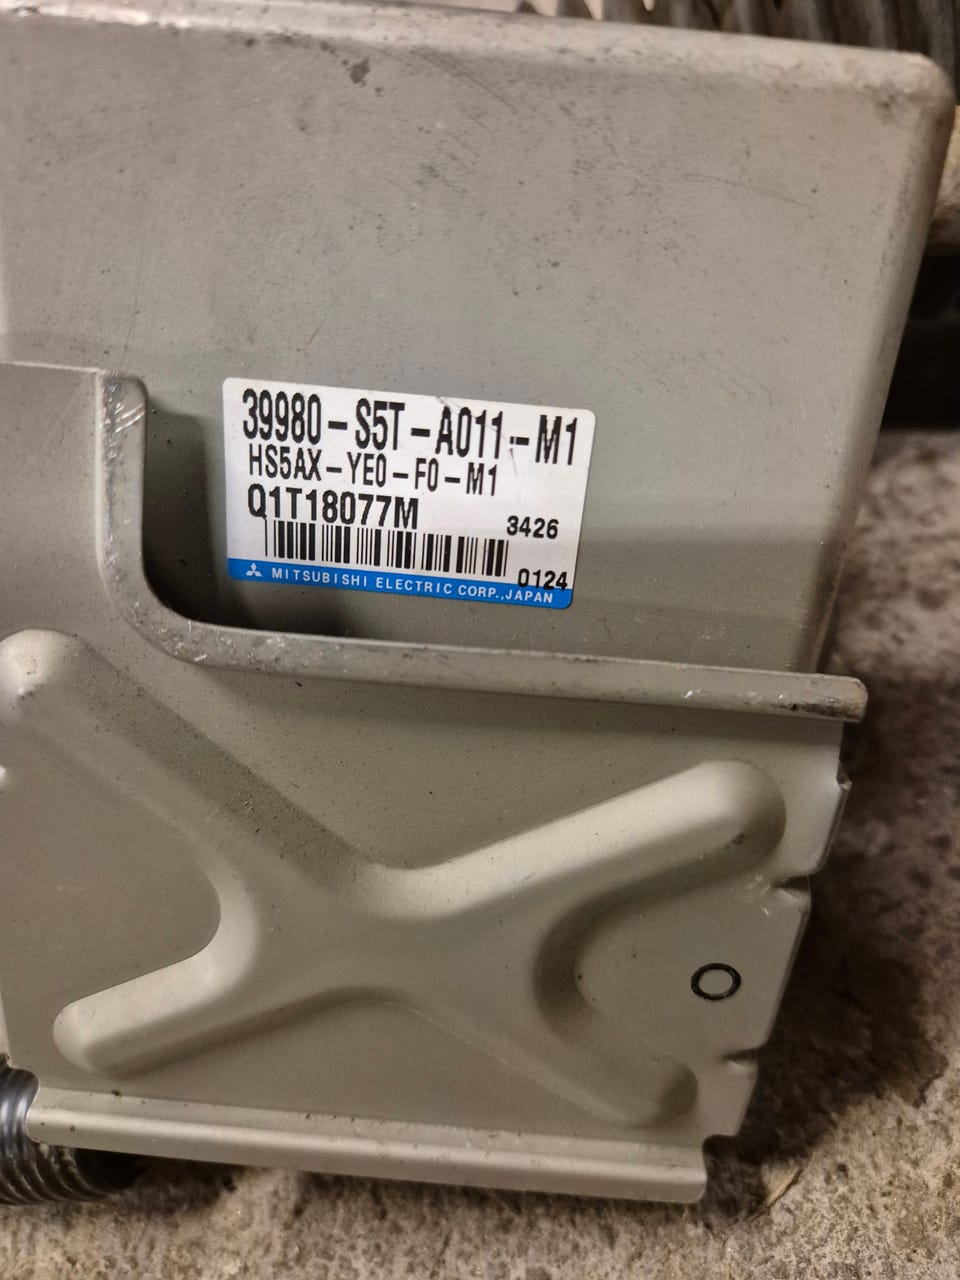 39980-S5T-A011-M1
HS5AX-YE0-F0-M1
Q1T18077M
3426
0124
MITSUBISHI ELECTRIC CORP.,JAPAN